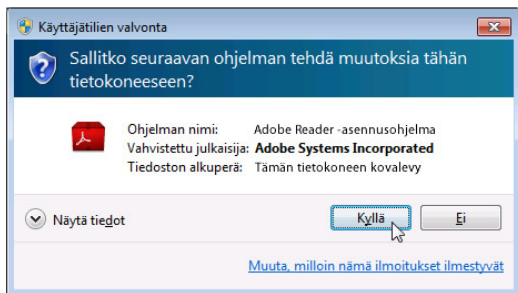 Käyttäjätilien valvonta
Sallitko seuraavan ohjelman tehdä muutoksia tähän
tietokoneeseen?
Ohjelman nimi: Adobe Reader -asennusohjelma
Vahvistettu julkaisija: Adobe Systems Incorporated
Tiedoston alkuperä: Tämän tietokoneen kovalevy
Näytä tiedot
Kyllä
Ei
Muuta, milloin nämä ilmoitukset ilmestyvät